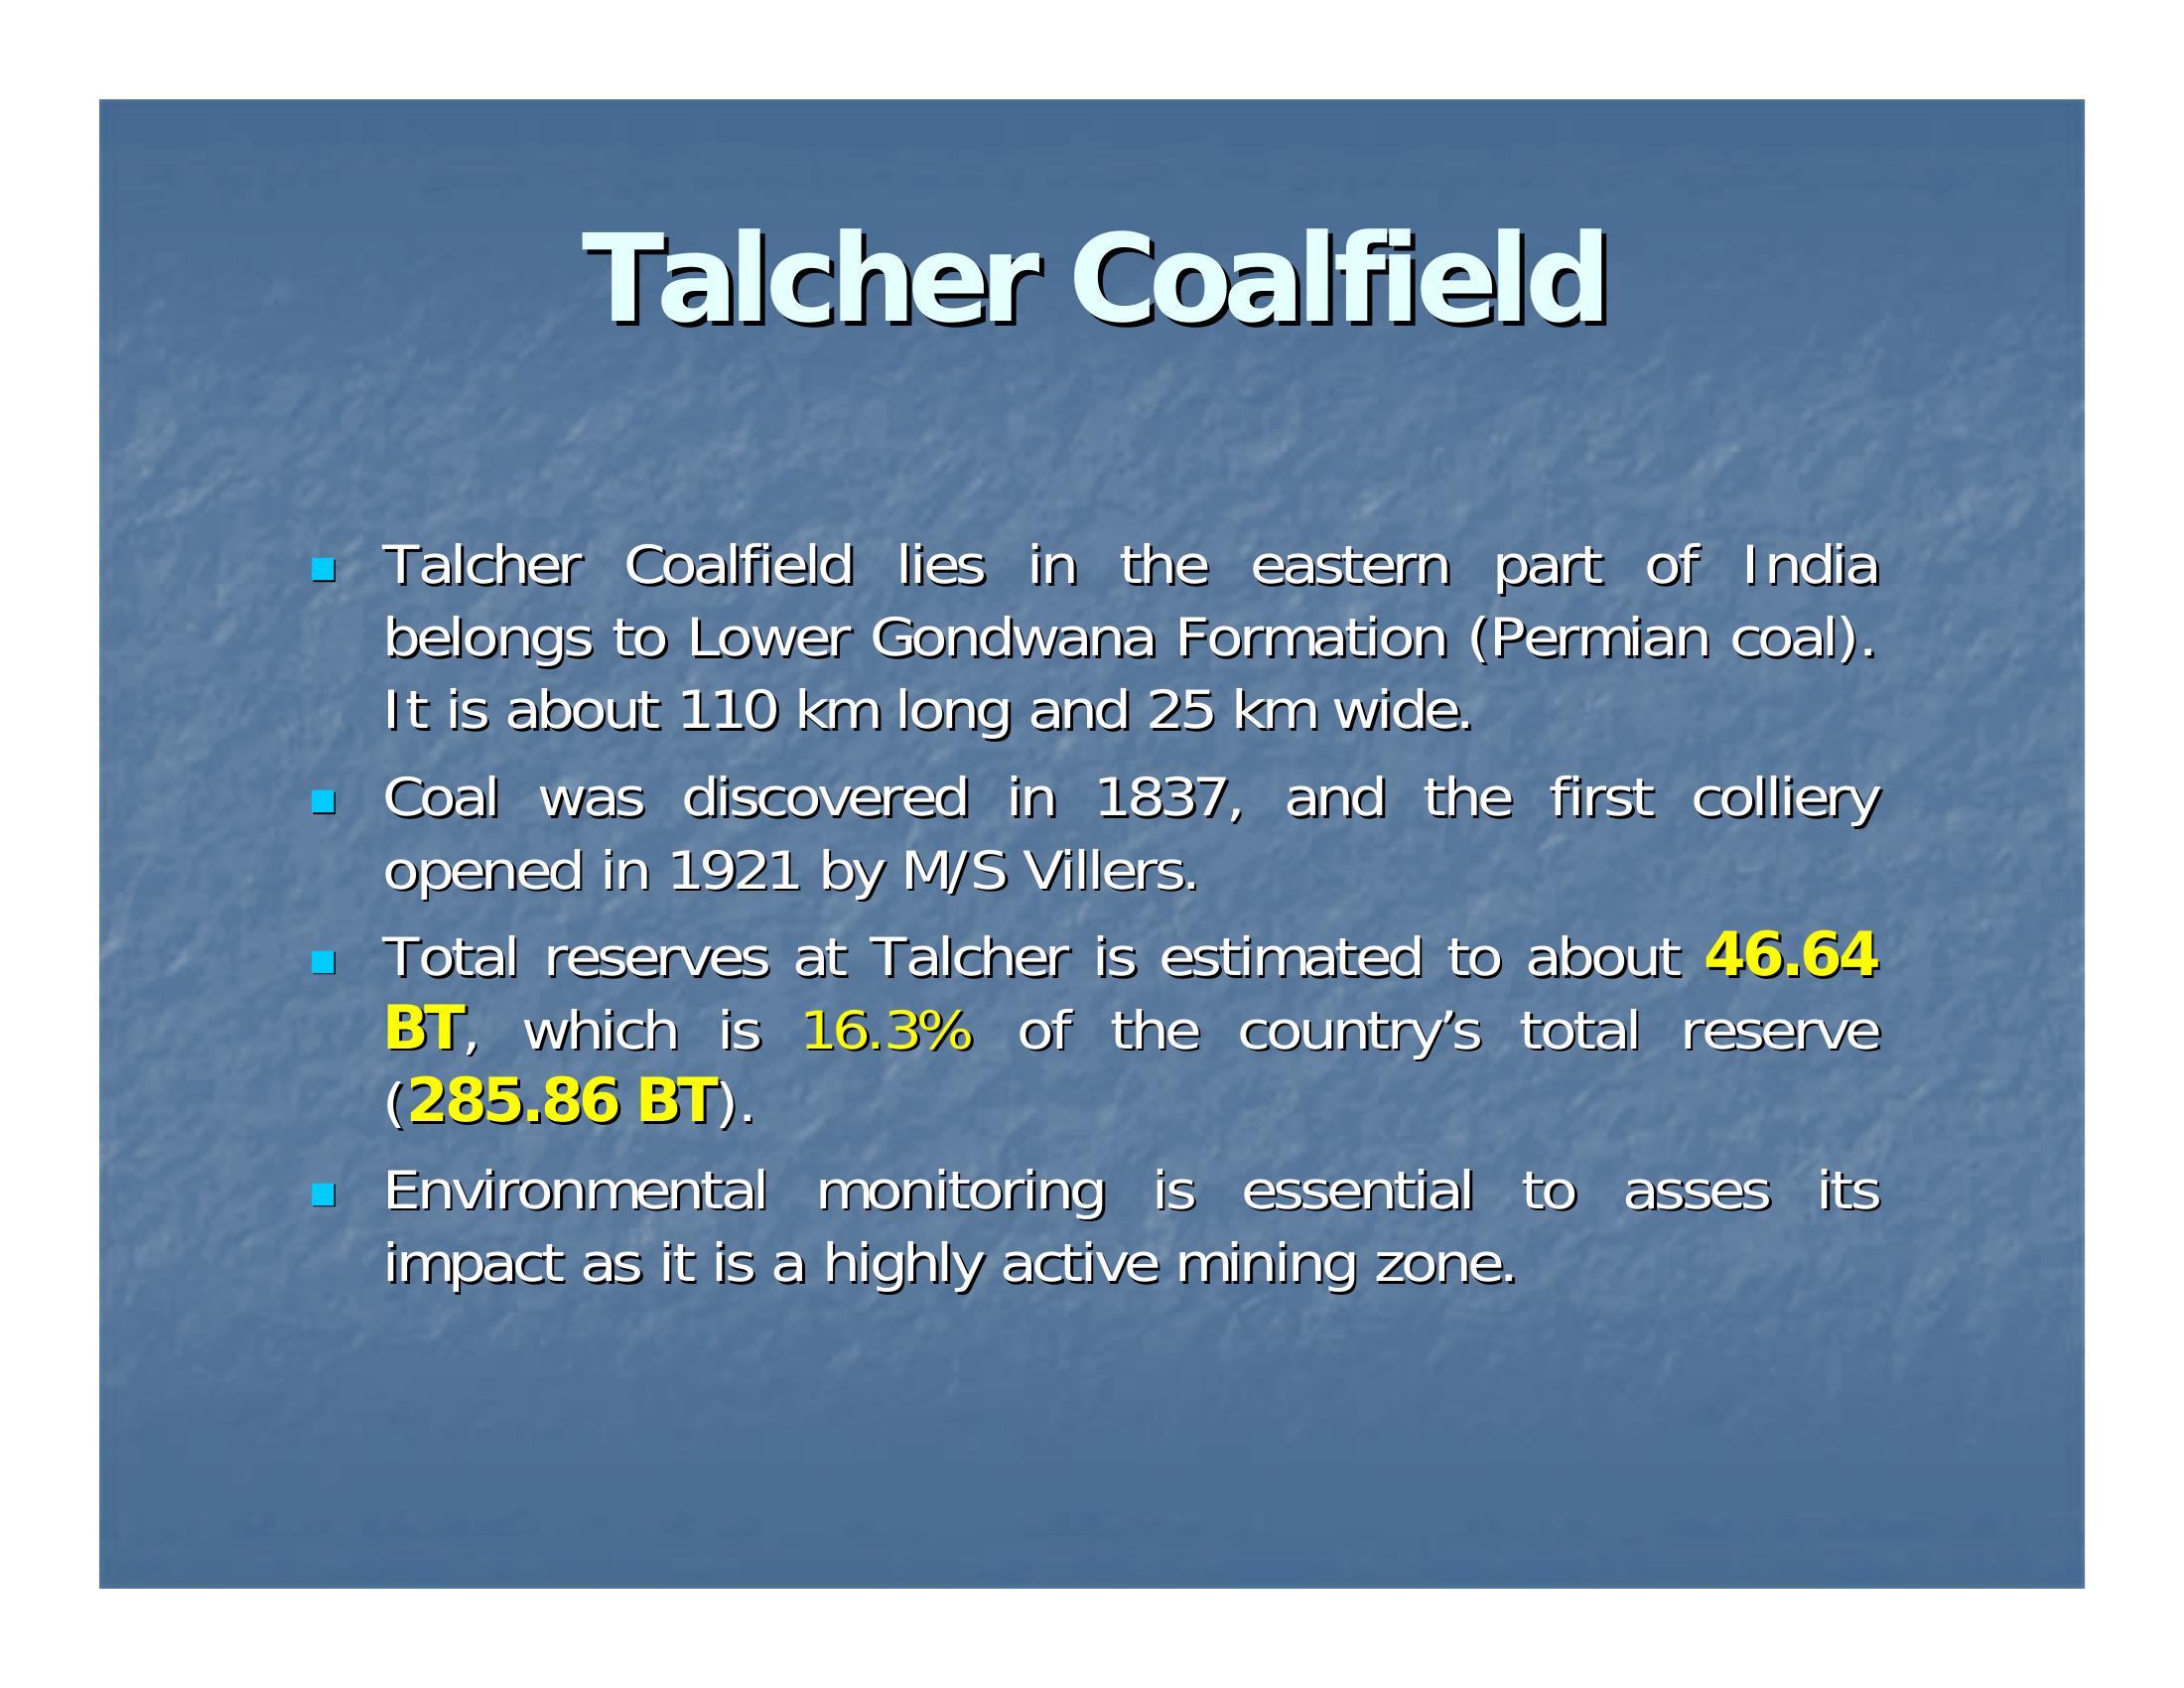 Talcher Coalfield
Talcher Coalfield lies in the eastern part of India
belongs to Lower Gondwana Formation (Permian coal).
It is about 110 km long and 25 km wide.
Coal was discovered in 1837, and the first colliery
opened in 1921 by M/S Villers.
Total reserves at Talcher is estimated to about 46.64
BT, which is 16.3% of the country’s total reserve
(285.86 BT).
Environmental monitoring is essential to asses its
impact as it is a highly active mining zone.